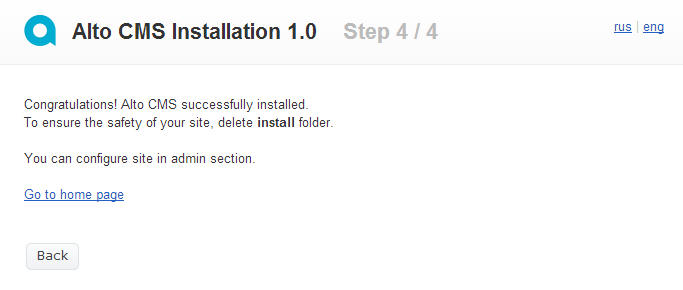 Alto CMS Installation 1.0 Step 4 / 4 rus | eng
Congratulations! Alto CMS successfully installed.
To ensure the safety of your site, delete install folder.
You can configure site in admin section.
Go to home page
Back